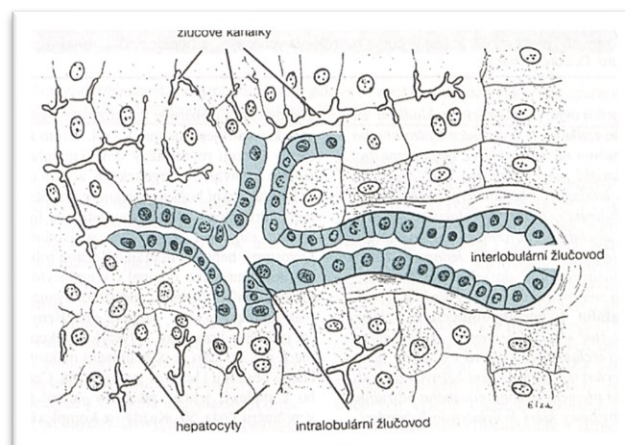 žlučové kanálky
interlobulární žlučovod
hepatocyty
intralobulární žlučovod